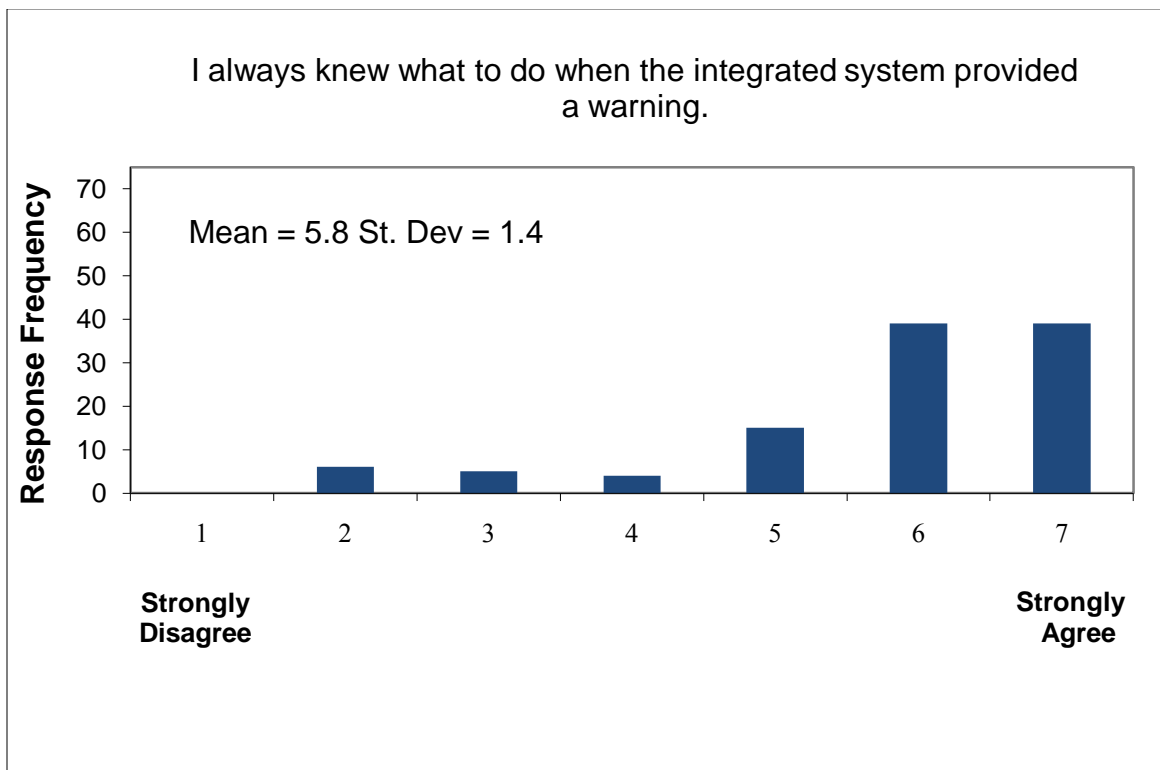 I always knew what to do when the integrated system provided
a warning.
Response Frequency
70
60
50
40
30
20
10
0
Mean = 5.8 St. Dev = 1.4
1 2 3 4 5 6 7
Strongly
Disagree
Strongly
Agree